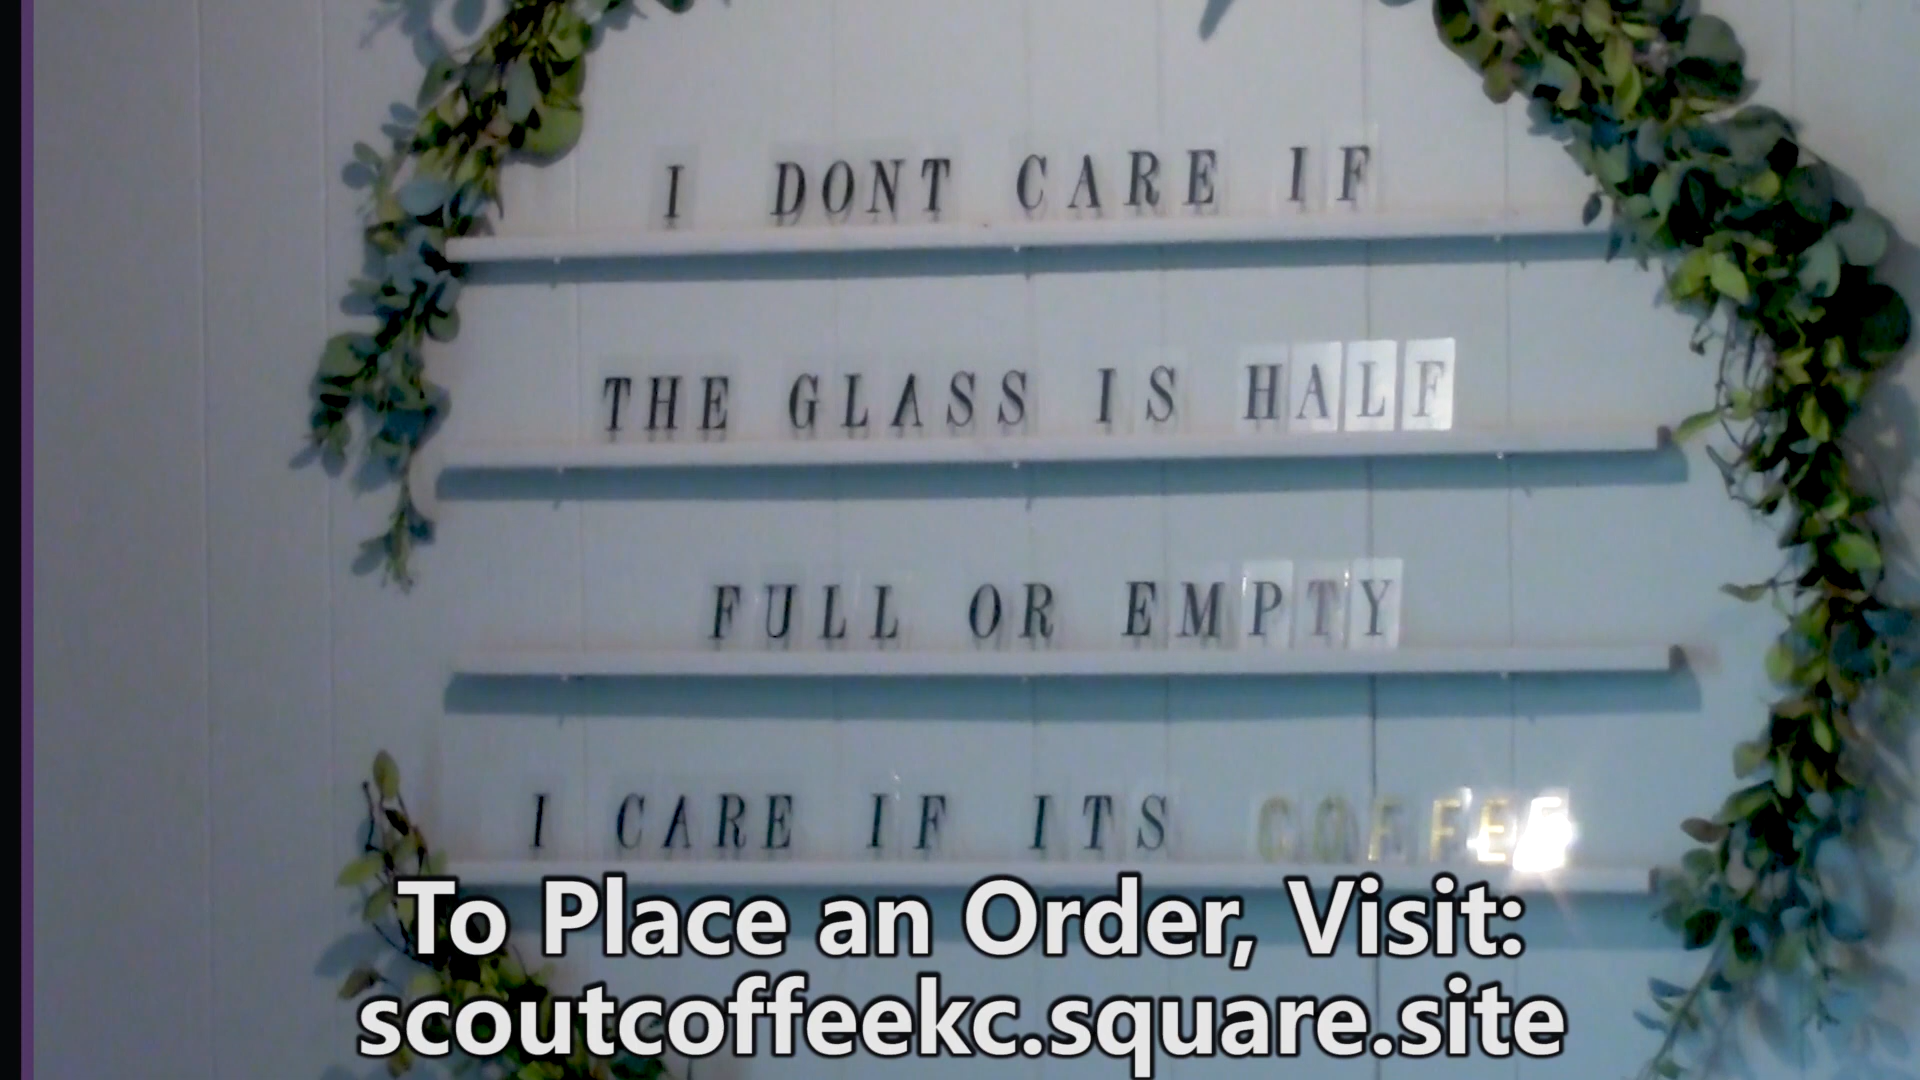 I DONT CARE IF
THE GLASS IS HALF
FULL OR EMPTY
I CARE IF ITS COFFEE
To Place an Order, Visit:
scoutcoffeekc.square.site